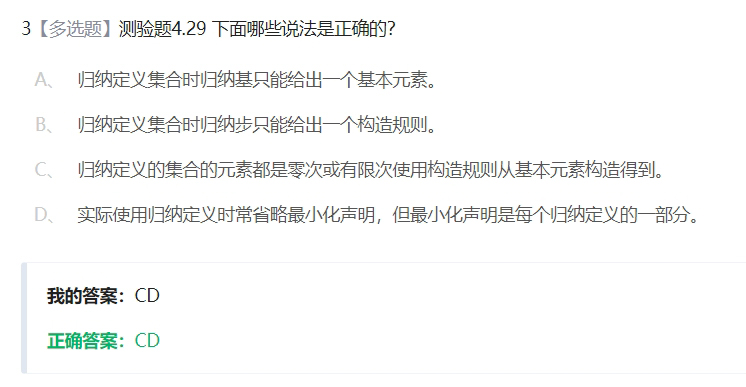 3【多选题】测验题4.29 下面哪些说法是正确的?
A、 归纳定义集合时归纳基只能给出一个基本元素。
B、 归纳定义集合时归纳步只能给出一个构造规则。
C、 归纳定义的集合的元素都是零次或有限次使用构造规则从基本元素构造得到。
D、 实际使用归纳定义时常省略最小化声明，但最小化声明是每个归纳定义的一部分。
我的答案：CD
正确答案：CD